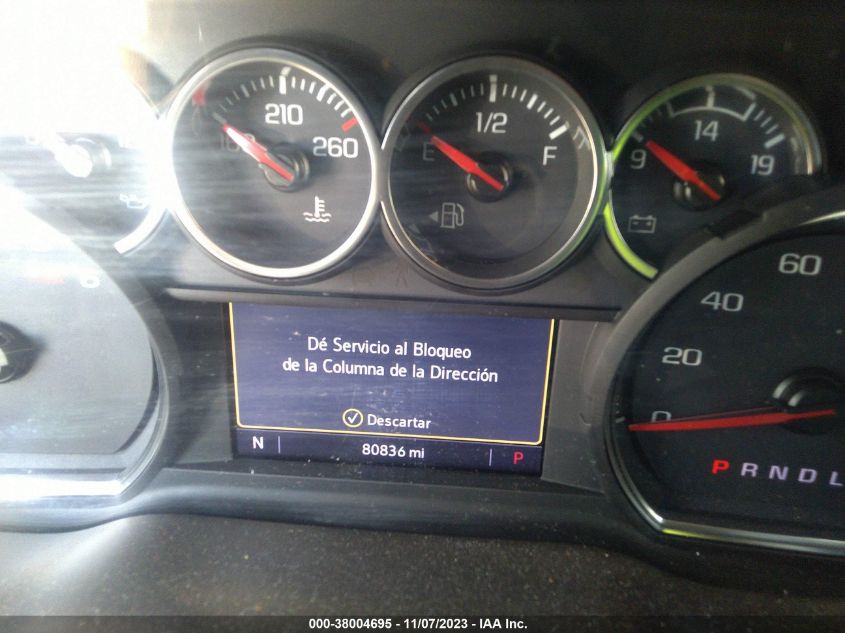 210
260
1/2
E
F
9
14
19
Dé Servicio al Bloqueo
de la Columna de la Dirección
Descartar
N
80836 mi
P
60
40
20
0
P R N D L
000-38004695 - 11/07/2023 - IAA Inc.